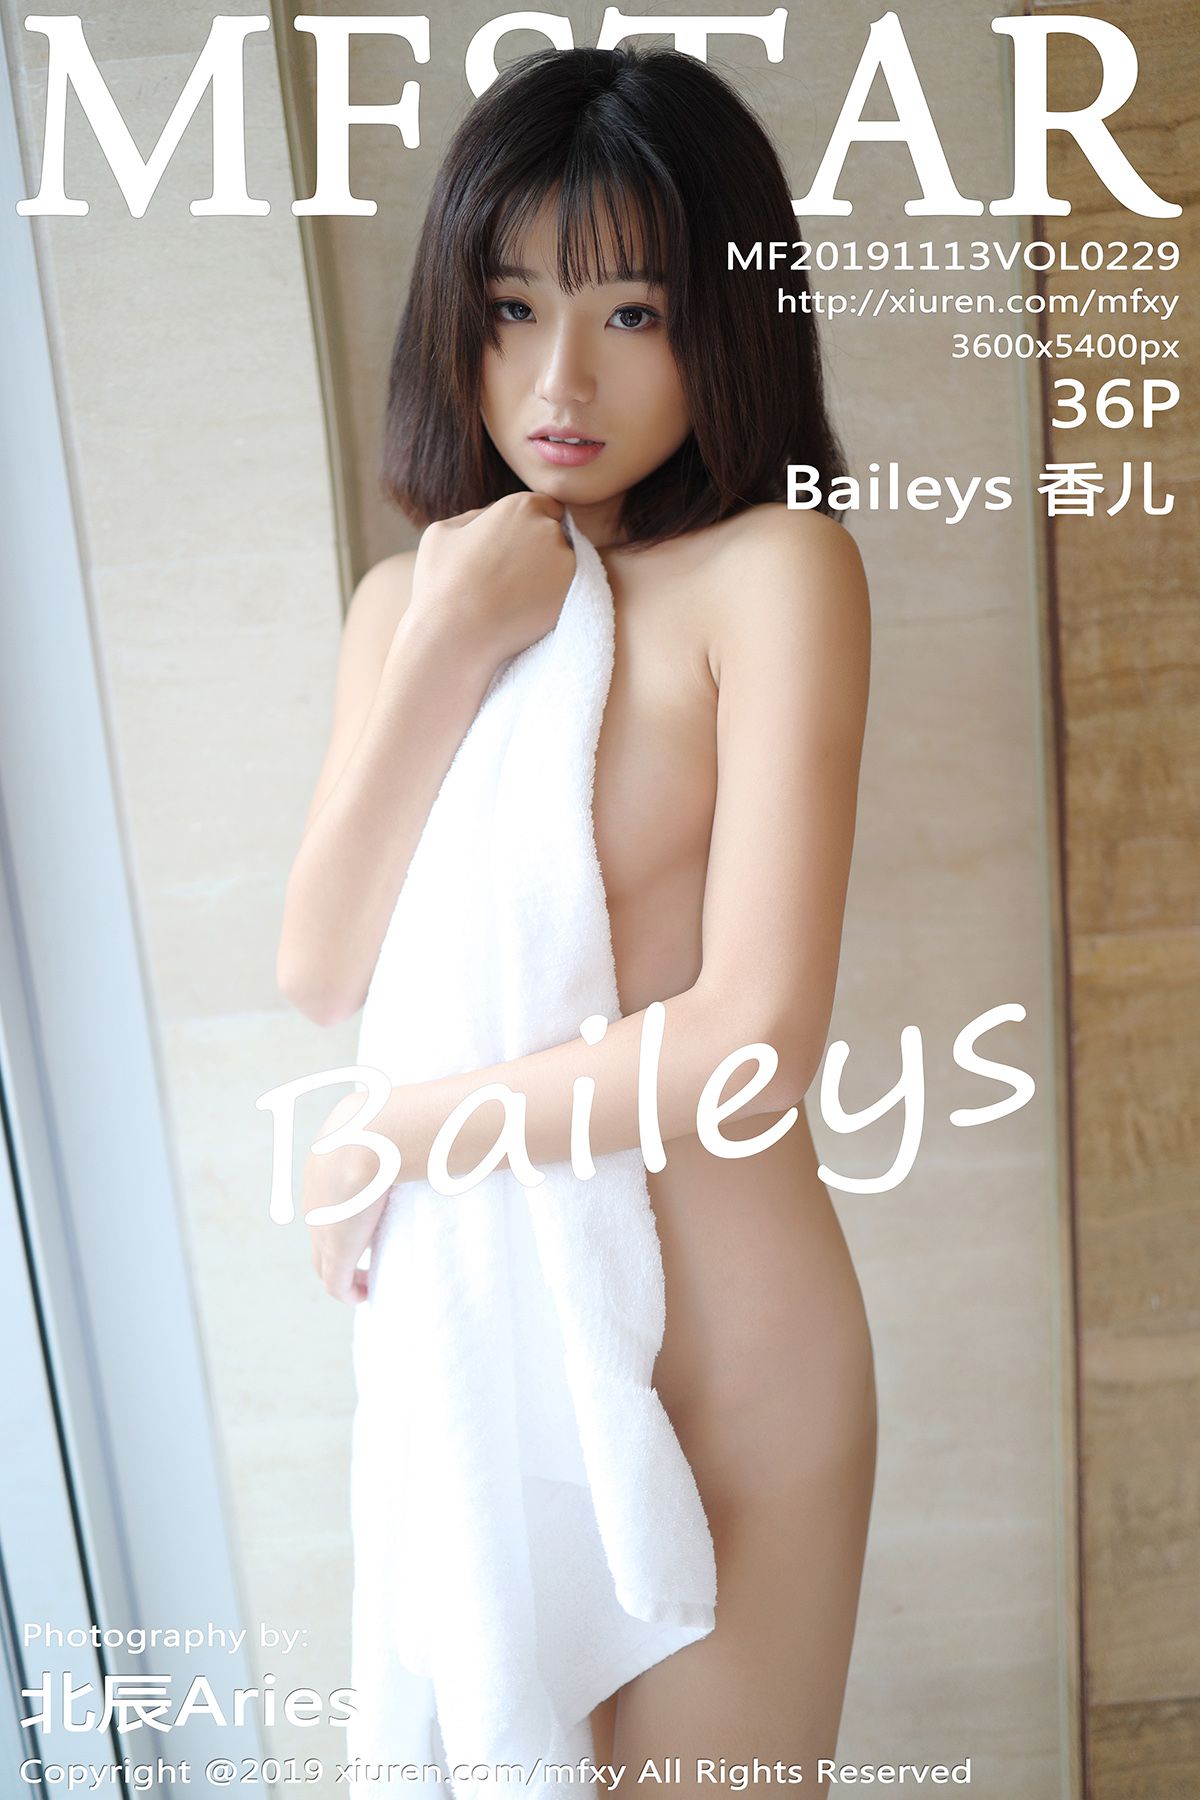 MFSTAR
MF20191113VOL0229
http://xiuren.com/mfxy
3600x5400px
36P
Baileys 香儿
Baileys
Photography by:
北辰Aries
Copyright @2019 xiuren.com/mfxy All Rights Reserved